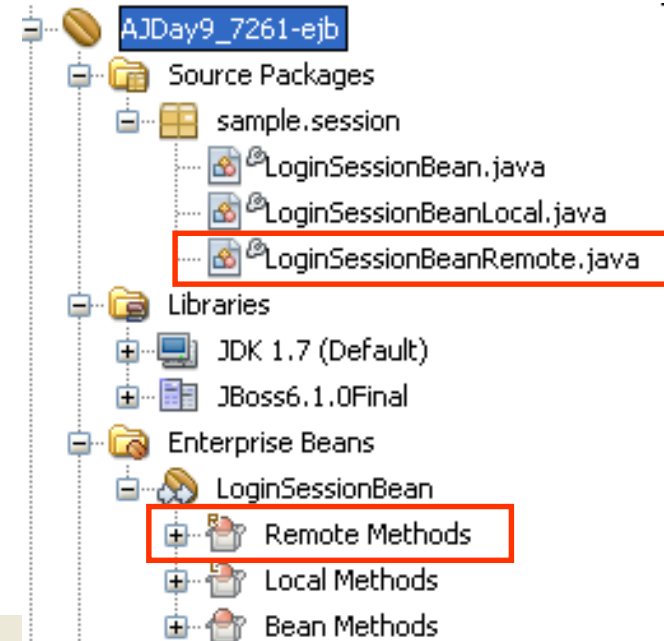 AJDay9_7261-ejb
Source Packages
sample.session
LoginSessionBean.java
LoginSessionBeanLocal.java
LoginSessionBeanRemote.java
Libraries
JDK 1.7 (Default)
JBoss6.1.0Final
Enterprise Beans
LoginSessionBean
Remote Methods
Local Methods
Bean Methods